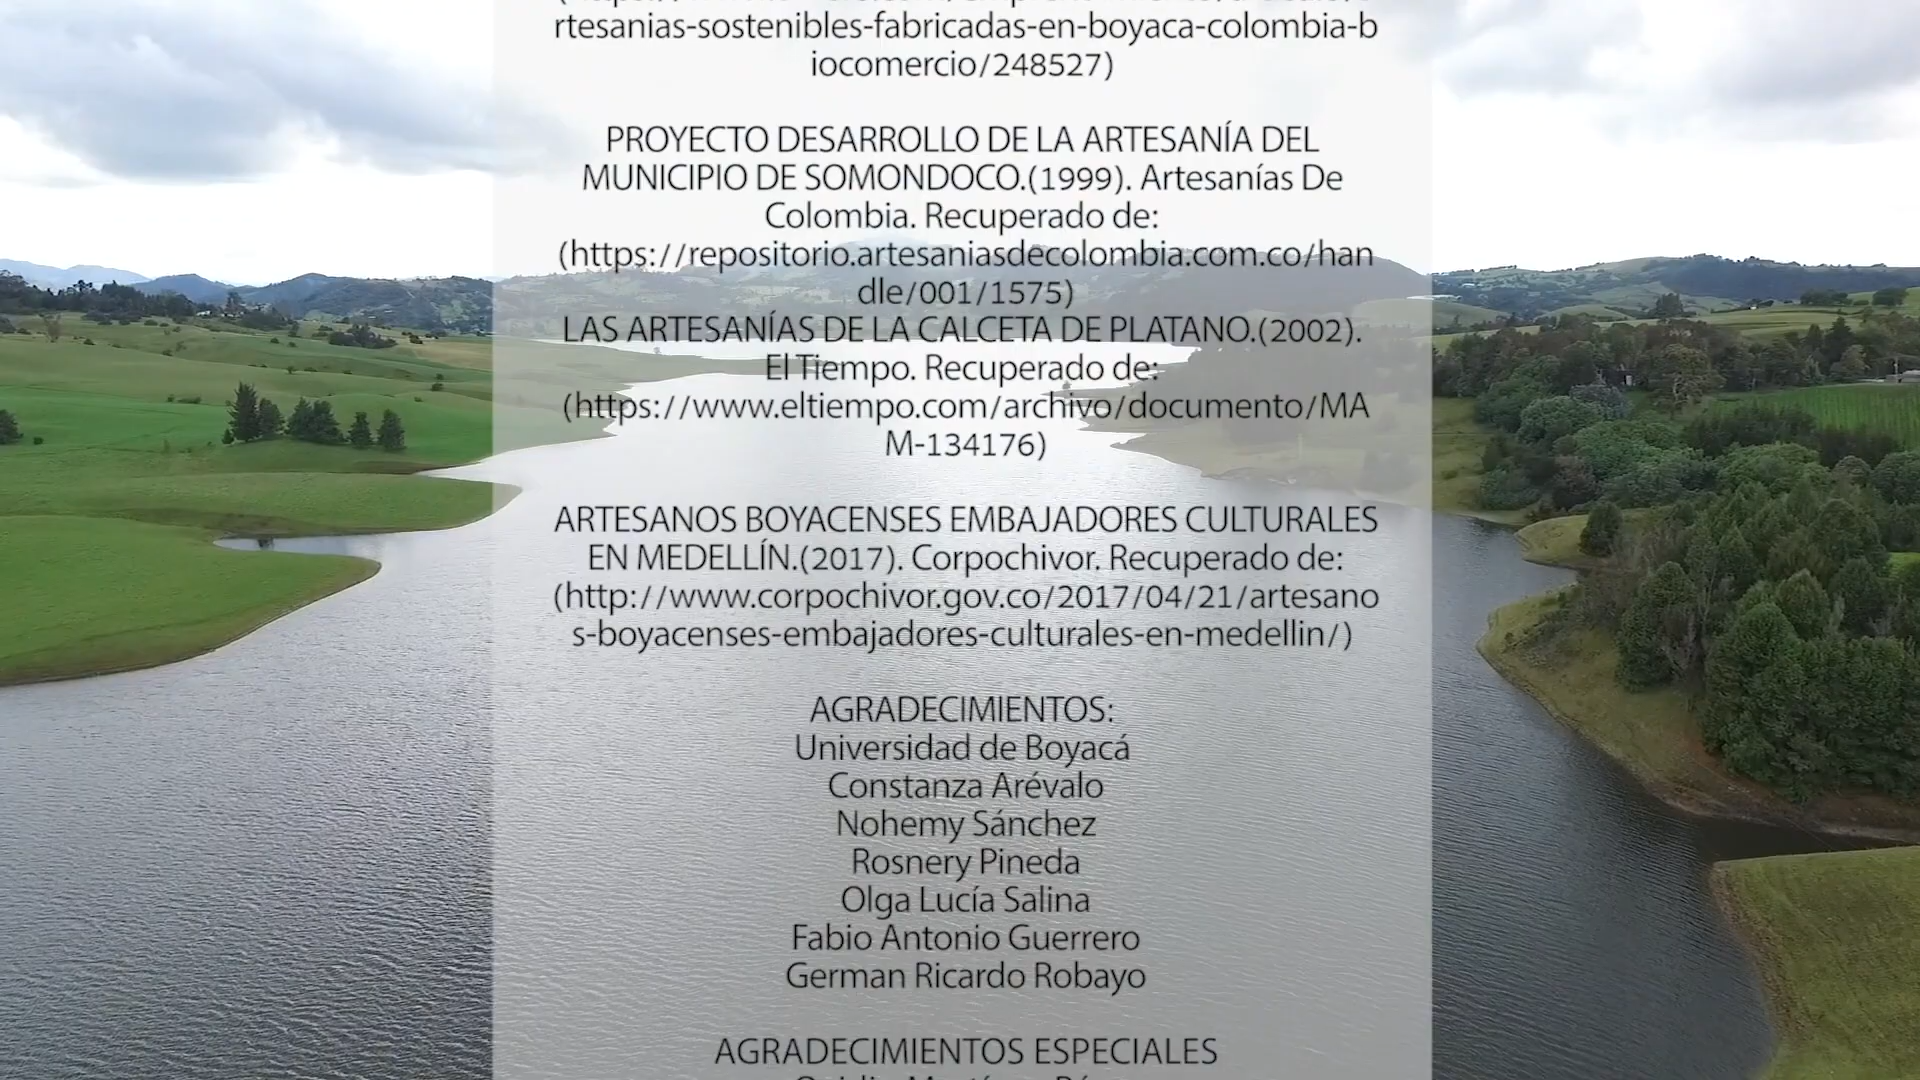 rtesanias-sostenibles-fabricadas-en-boyaca-colombia-b
iocomercio/248527)
PROYECTO DESARROLLO DE LA ARTESANÍA DEL
MUNICIPIO DE SOMONDOCO.(1999). Artesanías De
Colombia. Recuperado de:
(https://repositorio.artesaniasdecolombia.com.co/han
dle/001/1575)
LAS ARTESANÍAS DE LA CALCETA DE PLATANO.(2002).
El Tiempo. Recuperado de:
(https://www.eltiempo.com/archivo/documento/MA
M-134176)
ARTESANOS BOYACENSES EMBAJADORES CULTURALES
EN MEDELLÍN.(2017). Corpochivor. Recuperado de:
(http://www.corpochivor.gov.co/2017/04/21/artesano
s-boyacenses-embajadores-culturales-en-medellin/)
AGRADECIMIENTOS:
Universidad de Boyacá
Constanza Arévalo
Nohemy Sánchez
Rosnery Pineda
Olga Lucía Salina
Fabio Antonio Guerrero
German Ricardo Robayo
AGRADECIMIENTOS ESPECIALES